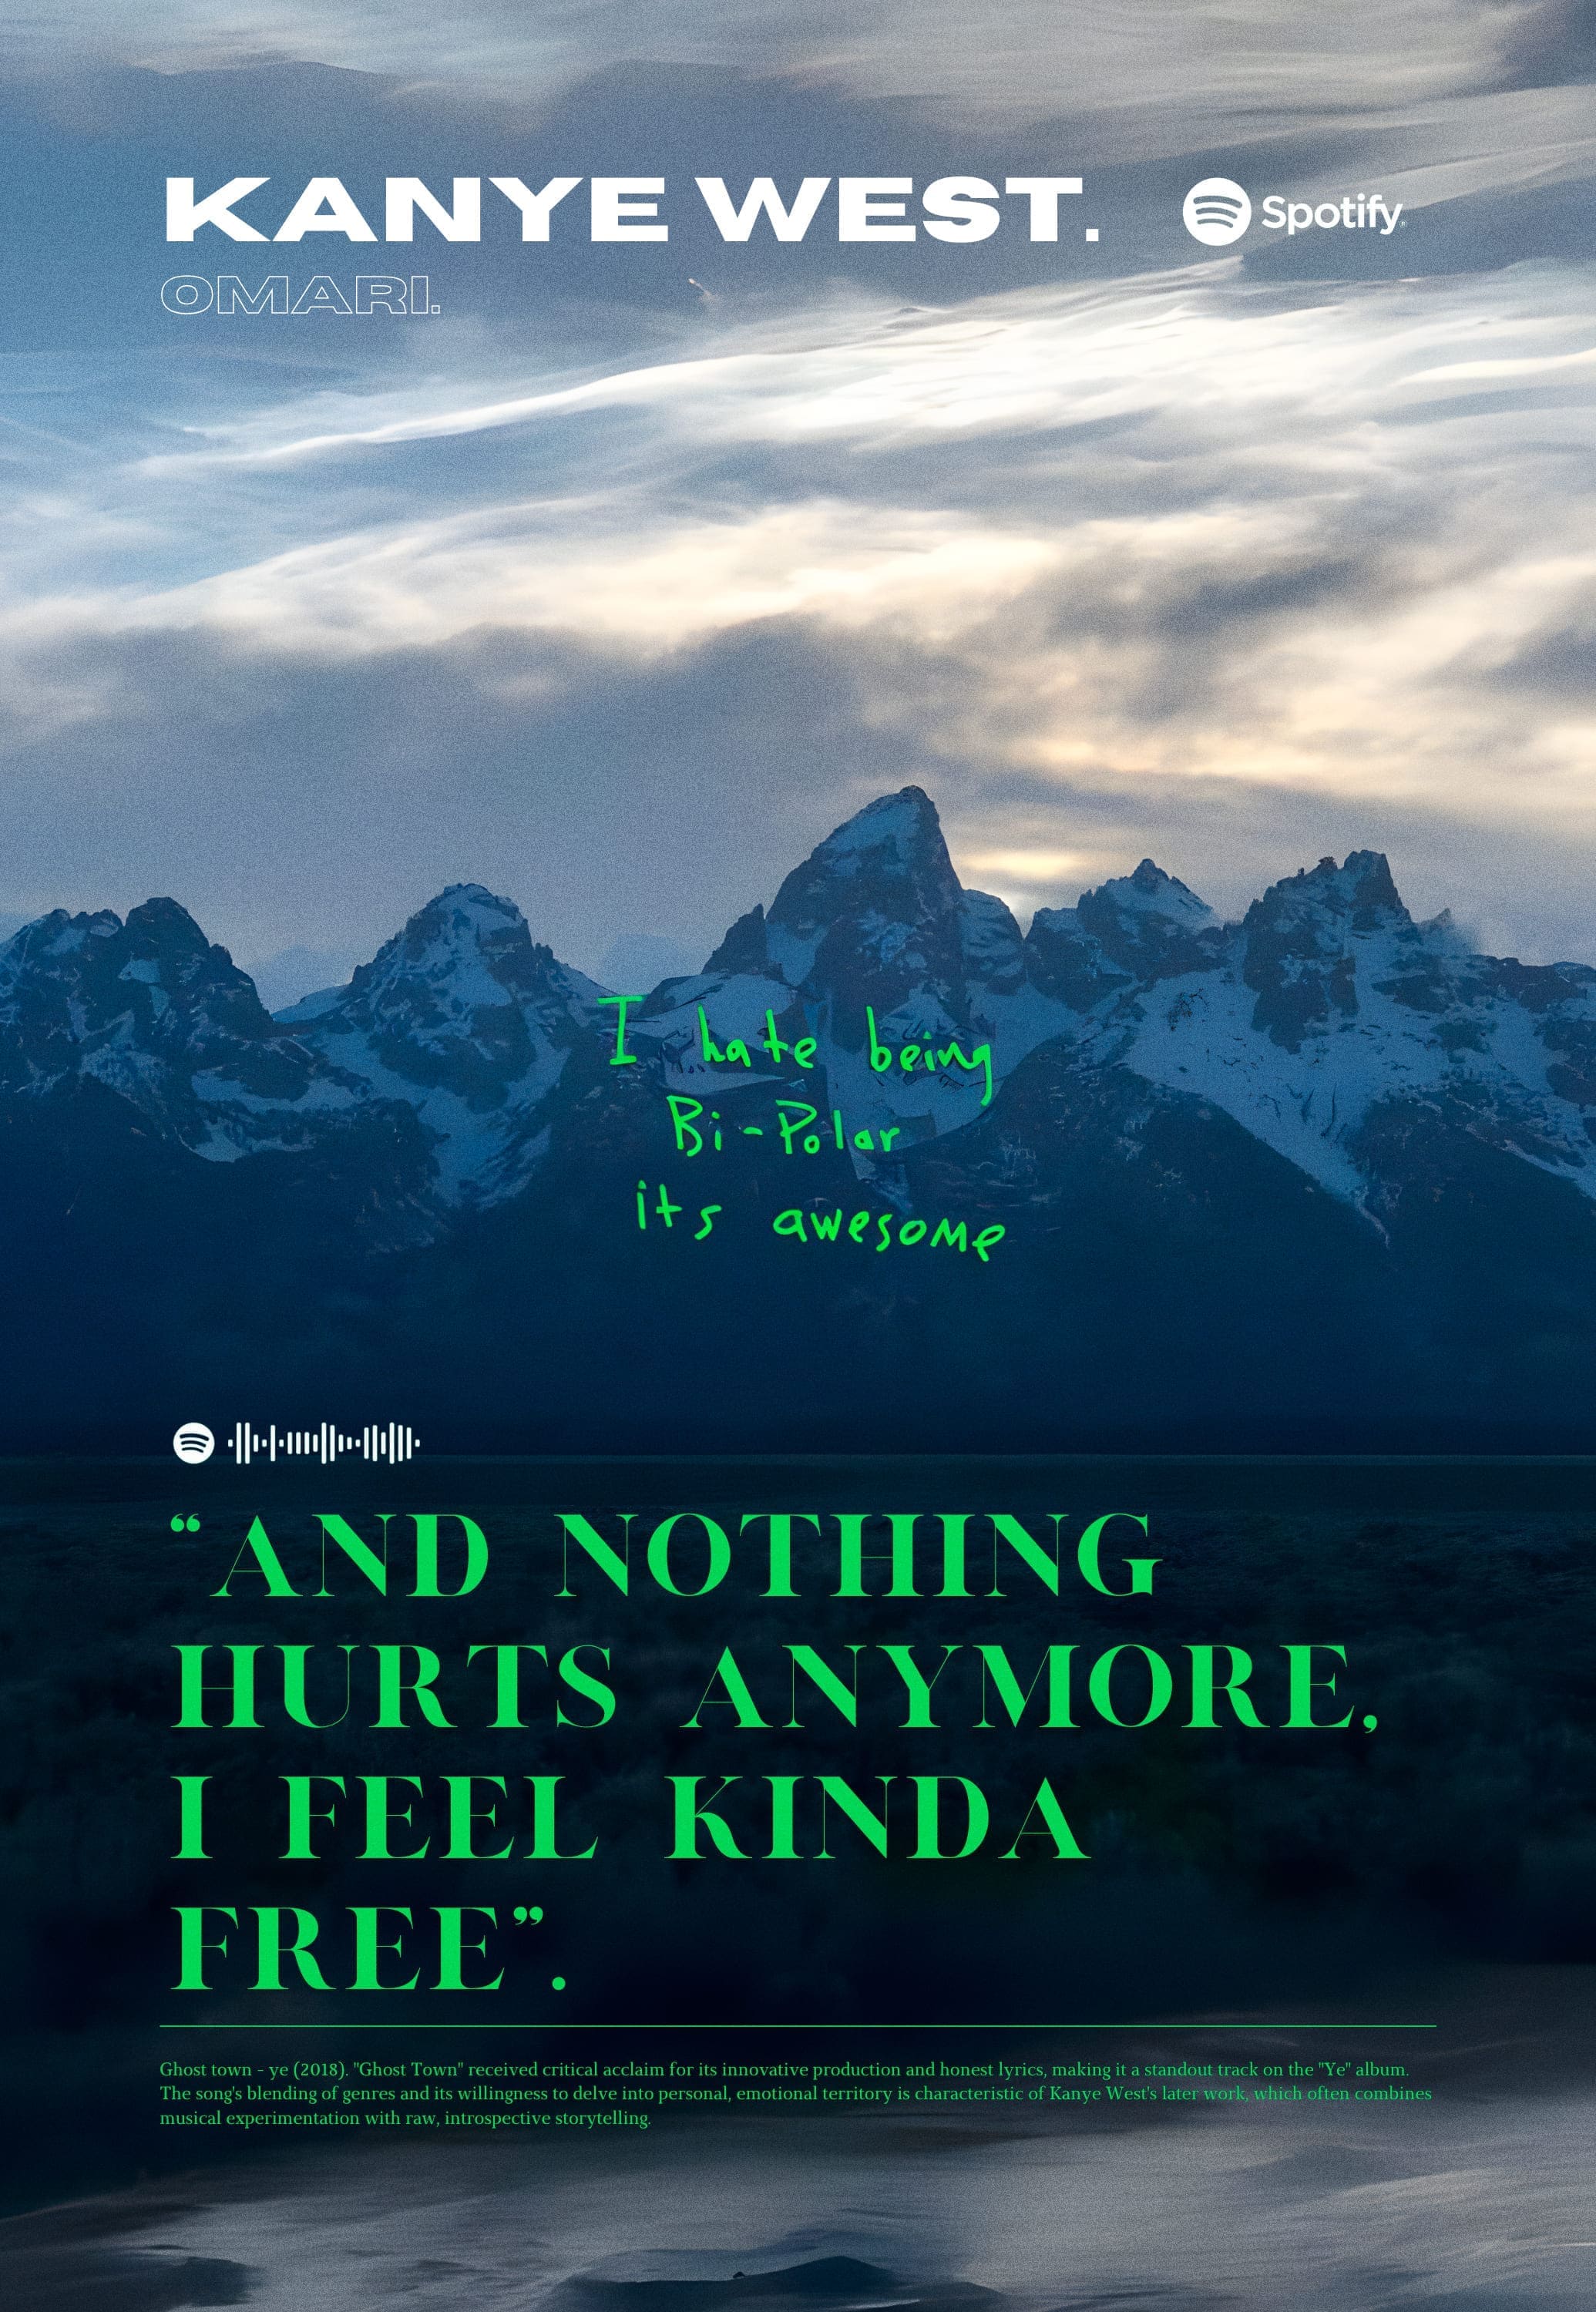 KANYE WEST.
Spotify
OMARI.
I hate being
Bi-Polar
its awesome
“AND NOTHING
HURTS ANYMORE,
I FEEL KINDA
FREE”.
Ghost town - ye (2018). "Ghost Town" received critical acclaim for its innovative production and honest lyrics, making it a standout track on the "Ye" album.
The song's blending of genres and its willingness to delve into personal, emotional territory is characteristic of Kanye West's later work, which often combines
musical experimentation with raw, introspective storytelling.